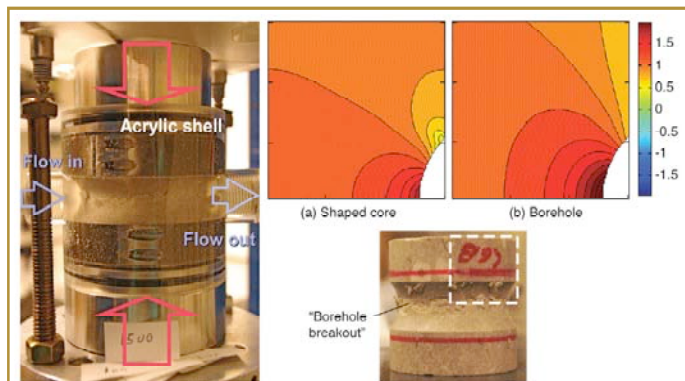 Acrylic shell
Flow in
Flow out
1500
1.5
1
0.5
0
-0.5
-1
-1.5
(a) Shaped core
(b) Borehole
"Borehole
breakout"